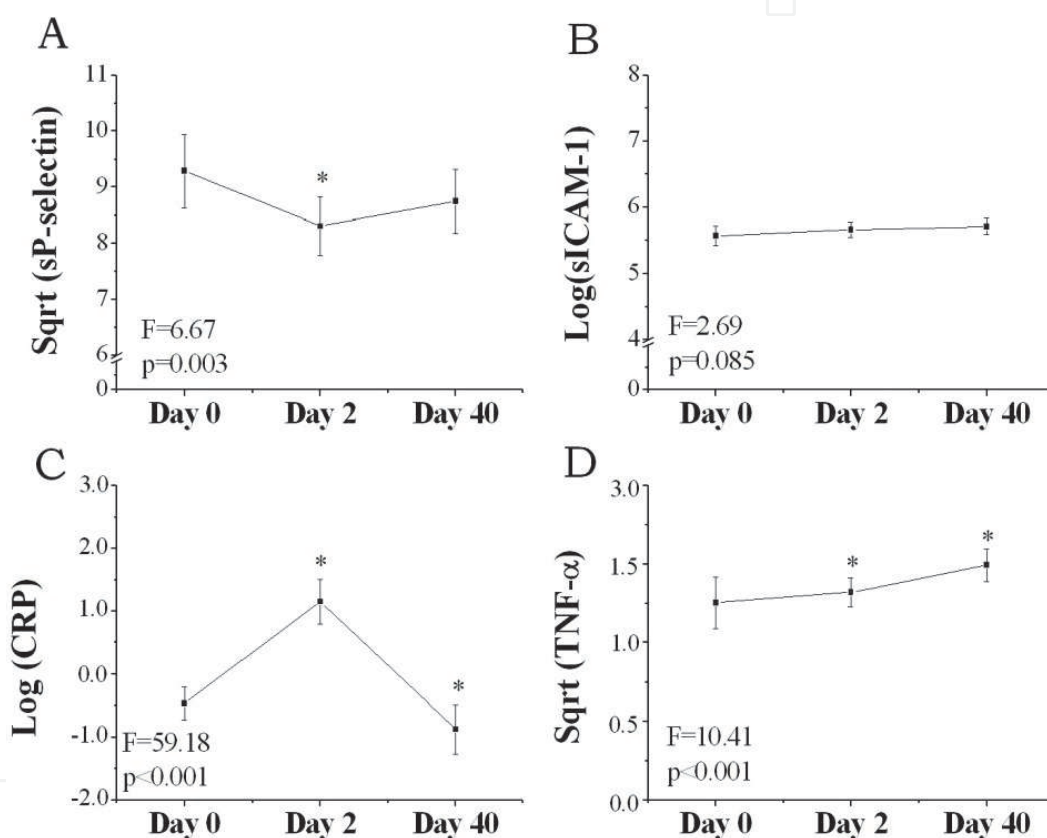 A
Sqrt (sP-selectin)
11
10
9
8
7
6
0
*
F=6.67
p=0.003
Day 0 Day 2 Day 40
B
Log(sICAM-1)
8
7
6
5
4
0
F=2.69
p=0.085
Day 0 Day 2 Day 40
C
Log (CRP)
3.0
2.0
1.0
0.0
-1.0
-2.0
*
*
F=59.18
p<0.001
Day 0 Day 2 Day 40
D
Sqrt (TNF-α)
3.0
1.5
1.0
0.5
0.0
*
*
F=10.41
p<0.001
Day 0 Day 2 Day 40